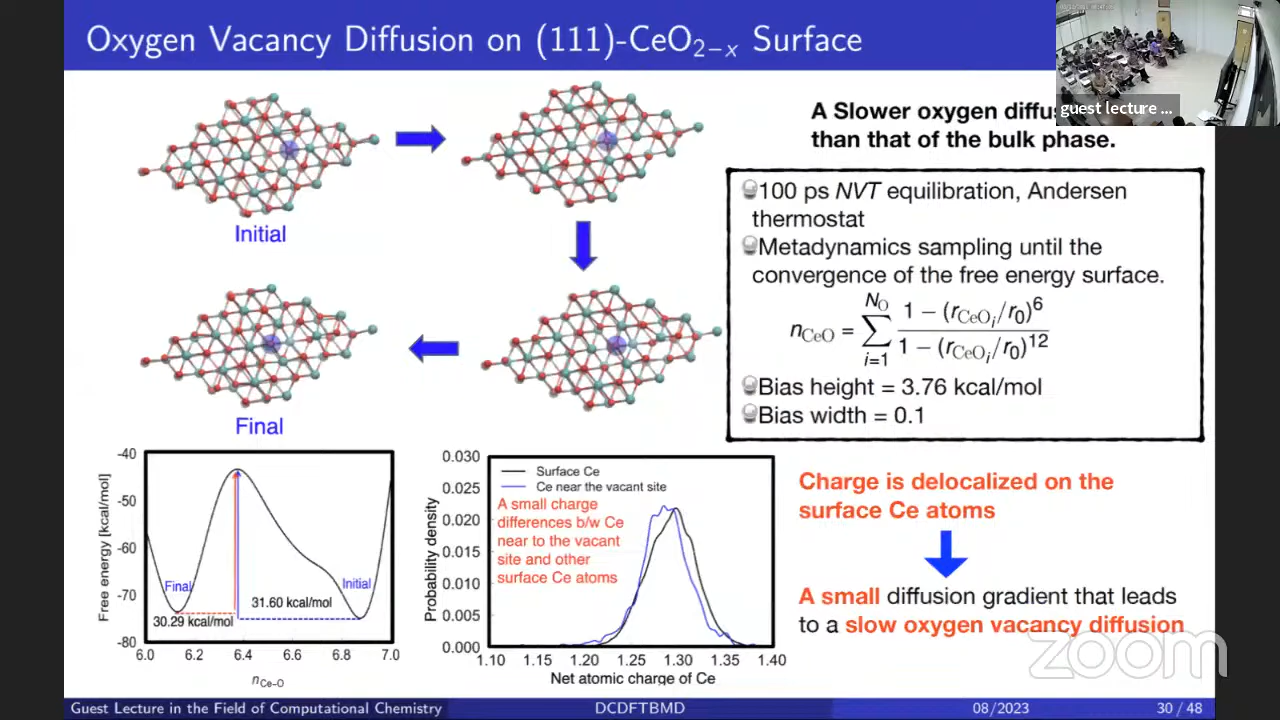 Oxygen Vacancy Diffusion on (111)-CeO₂₋ₓ Surface
guest lecture ...
A Slower oxygen
than that of the bulk phase.
Initial
Final
100 ps NVT equilibration, Andersen
thermostat
Metadynamics sampling until the
convergence of the free energy surface.
n_CeO = ∑_{i=1}^{N_O} (1 − (r_CeO_i/r₀)⁶) / (1 − (r_CeO_i/r₀)¹²)
Bias height = 3.76 kcal/mol
Bias width = 0.1
Free energy [kcal/mol]
-40
-50
-60
-70
-80
Final
Initial
31.60 kcal/mol
30.29 kcal/mol
6.0 6.2 6.4 6.6 6.8 7.0
n_Ce-O
Probability density
0.030
0.025
0.020
0.015
0.010
0.005
0.000
Surface Ce
Ce near the vacant site
A small charge
differences b/w Ce
near to the vacant
site and other
surface Ce atoms
1.10 1.15 1.20 1.25 1.30 1.35 1.40
Net atomic charge of Ce
Charge is delocalized on the
surface Ce atoms
A small diffusion gradient that leads
to a slow oxygen vacancy diffusion
zoom
Guest Lecture in the Field of Computational Chemistry
DCDFTBMD
08/2023
30 / 48